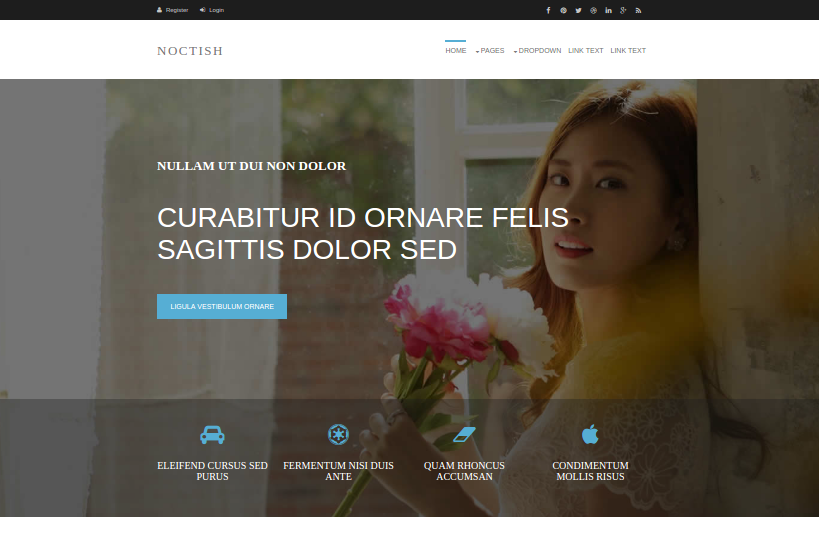 Register Login
NOCTISH
HOME PAGES DROPDOWN LINK TEXT LINK TEXT
NULLAM UT DUI NON DOLOR
CURABITUR ID ORNARE FELIS
SAGITTIS DOLOR SED
LIGULA VESTIBULUM ORNARE
ELEIFEND CURSUS SED
PURUS
FERMENTUM NISI DUIS
ANTE
QUAM RHONCUS
ACCUMSAN
CONDIMENTUM
MOLLIS RISUS